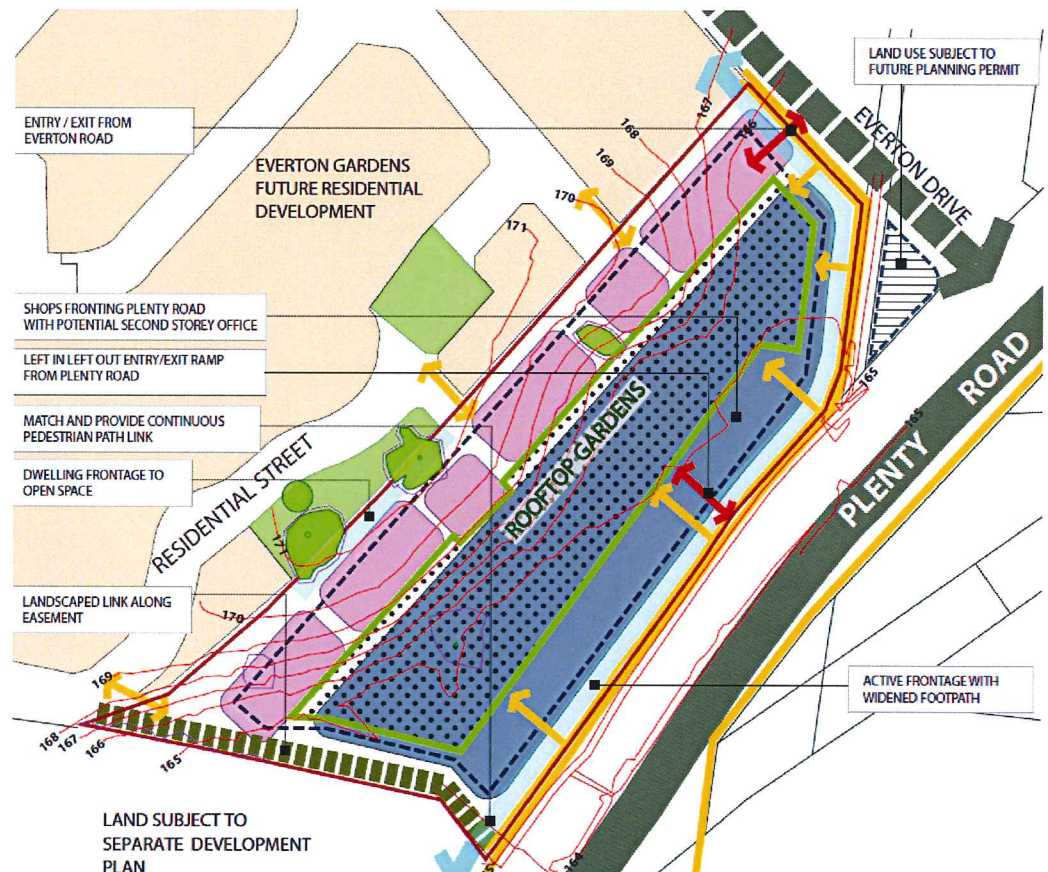 LAND USE SUBJECT TO
FUTURE PLANNING PERMIT
ENTRY / EXIT FROM
EVERTON ROAD
EVERTON GARDENS
FUTURE RESIDENTIAL
DEVELOPMENT
EVERTON DRIVE
167
166
168
169
170
171
SHOPS FRONTING PLENTY ROAD
WITH POTENTIAL SECOND STOREY OFFICE
LEFT IN LEFT OUT ENTRY/EXIT RAMP
FROM PLENTY ROAD
MATCH AND PROVIDE CONTINUOUS
PEDESTRIAN PATH LINK
DWELLING FRONTAGE TO
OPEN SPACE
LANDSCAPED LINK ALONG
EASEMENT
RESIDENTIAL STREET
ROOFTOP GARDENS
PLENTY ROAD
165
165
171
170
169
168
167
166
165
ACTIVE FRONTAGE WITH
WIDENED FOOTPATH
LAND SUBJECT TO
SEPARATE DEVELOPMENT
PLAN
164